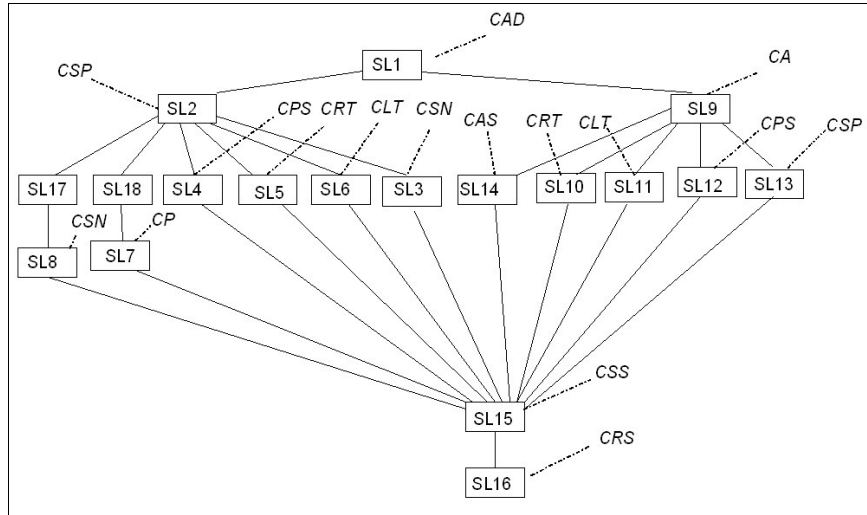 CAD
SL1
CSP
CA
SL2
SL9
CPS
CRT
CLT
CSN
CAS
CRT
CLT
CPS
CSP
SL17
SL18
SL4
SL5
SL6
SL3
SL14
SL10
SL11
SL12
SL13
CSN
CP
SL8
SL7
CSS
SL15
CRS
SL16